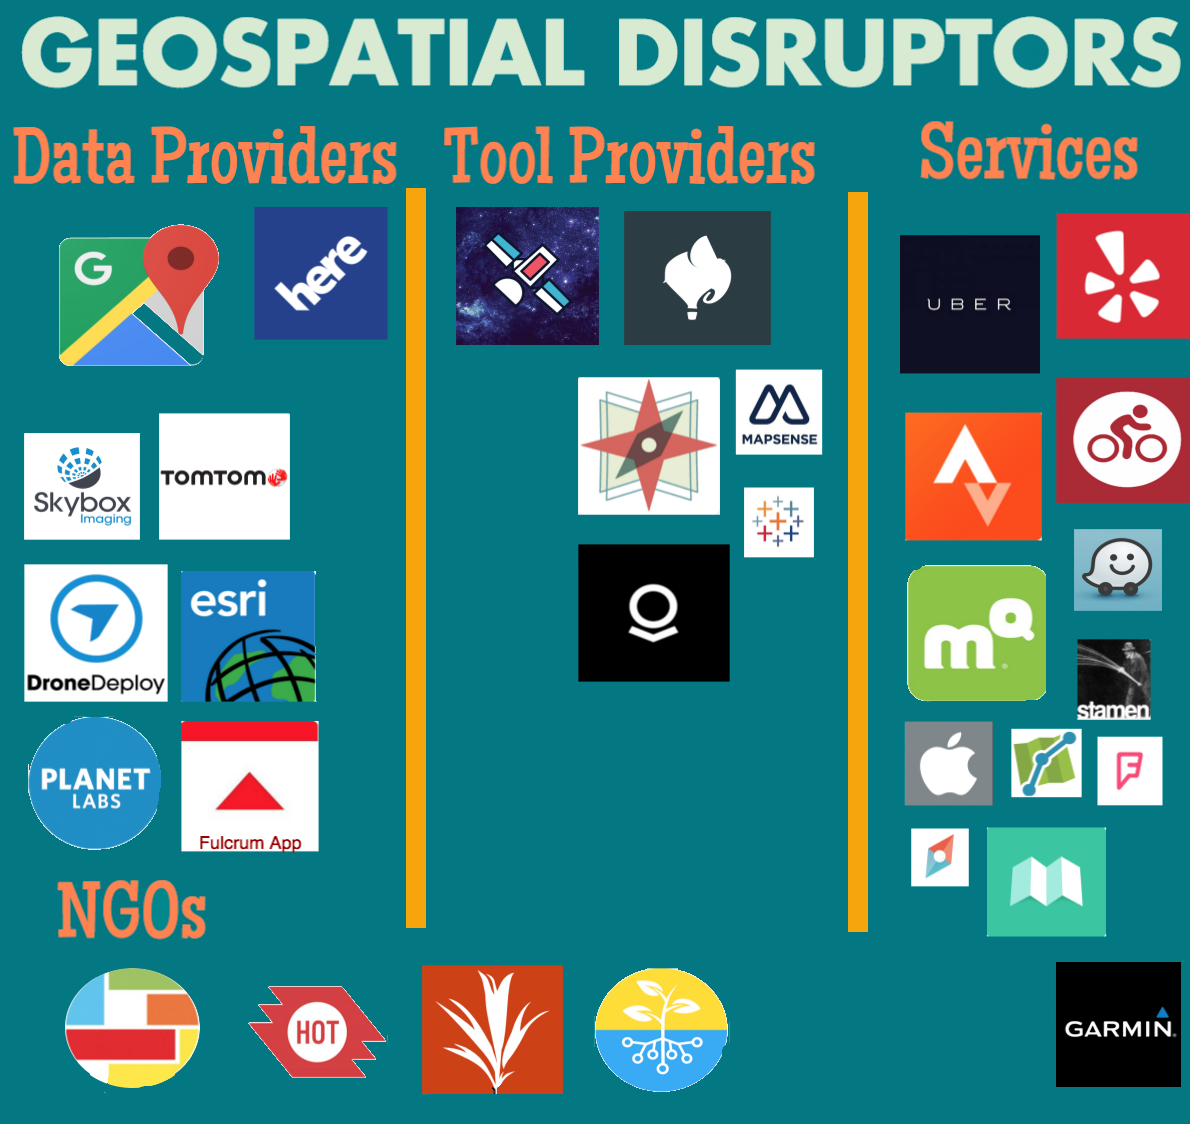 GEOSPATIAL DISRUPTORS
Data Providers
Tool Providers
Services
G
here
UBER
Skybox
Imaging
TOMTOM
MAPSENSE
DroneDeploy
esri
mQ
stamen
PLANET
LABS
Fulcrum App
NGOs
HOT
GARMIN